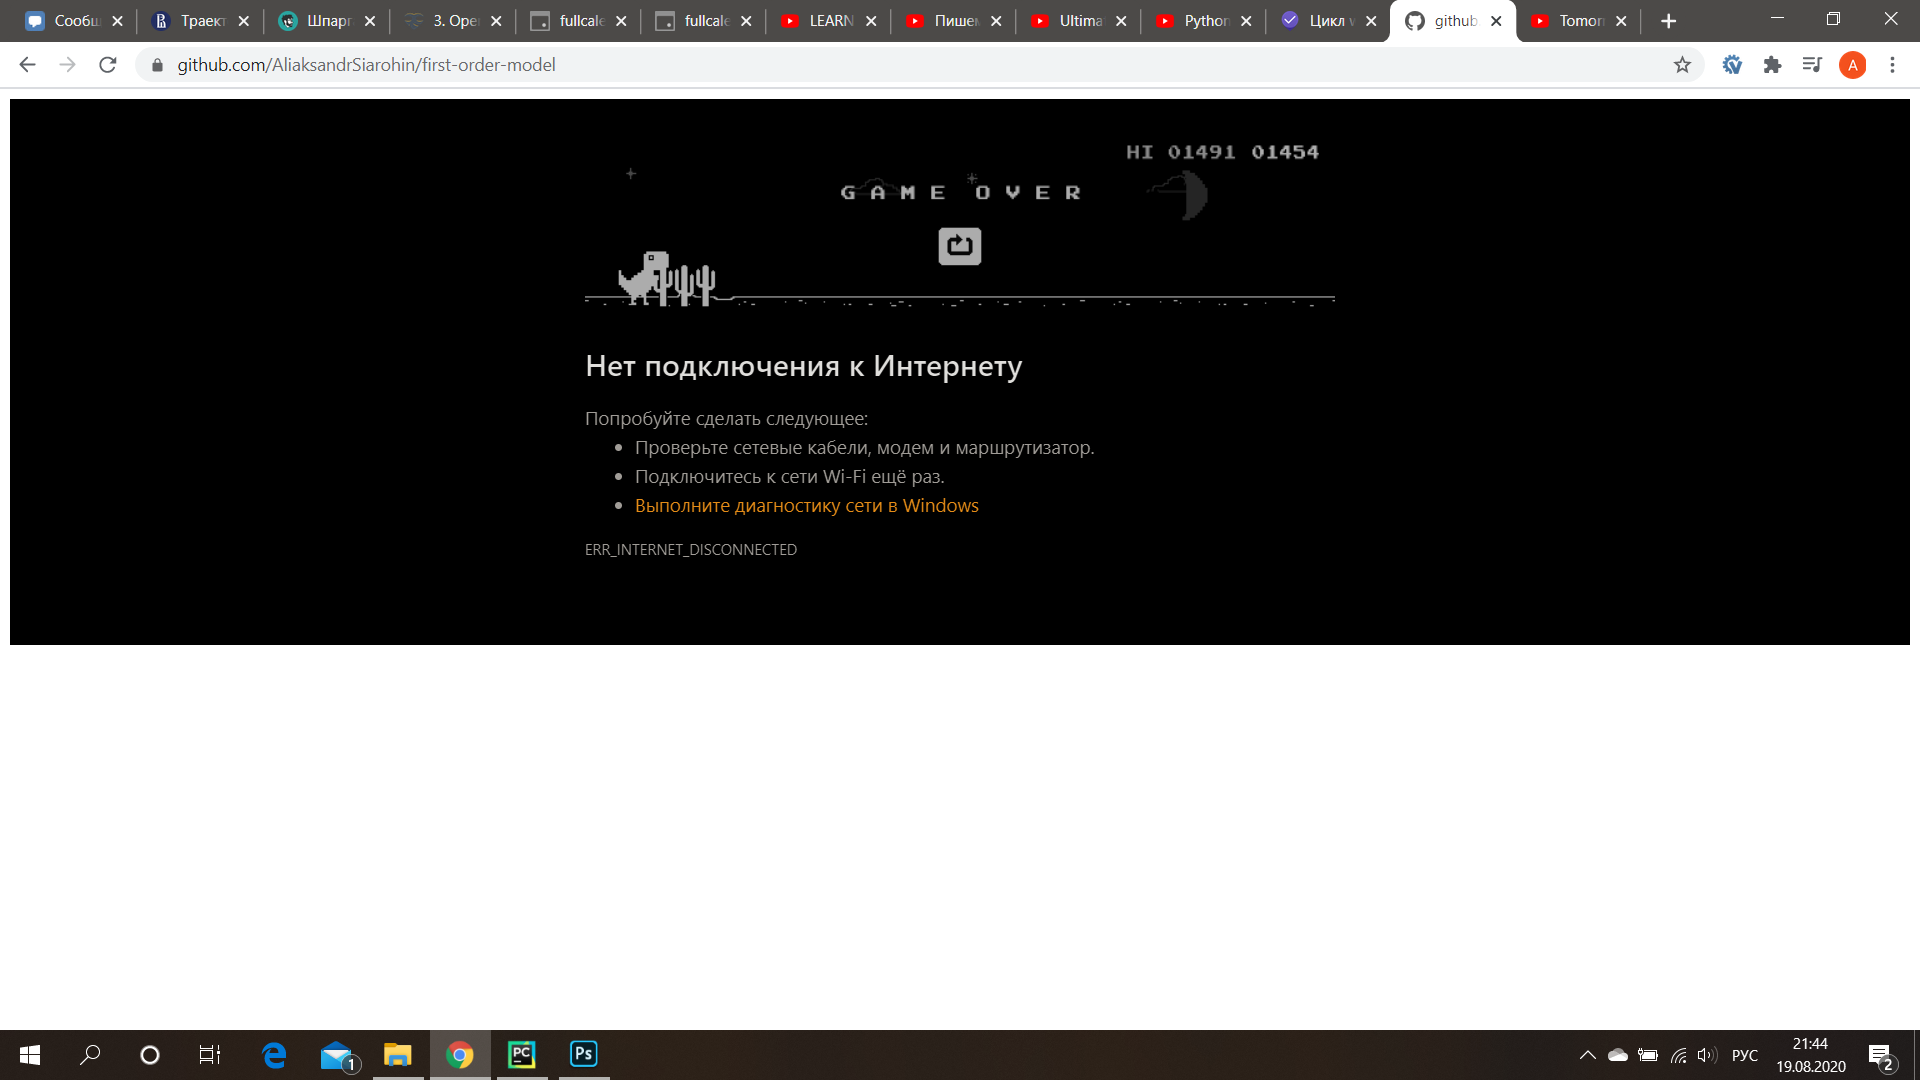 Сообщ
Траект
Шпарг
3. Oper
fullcale
fullcale
LEARN
Пишем
Ultima
Python
Цикл w
github
Tomorr
github.com/AliaksandrSiarohin/first-order-model
A
HI 01491 01454
GAME OVER
Нет подключения к Интернету
Попробуйте сделать следующее:
Проверьте сетевые кабели, модем и маршрутизатор.
Подключитесь к сети Wi-Fi ещё раз.
Выполните диагностику сети в Windows
ERR_INTERNET_DISCONNECTED
1
PC
Ps
РУС
21:44
19.08.2020
2